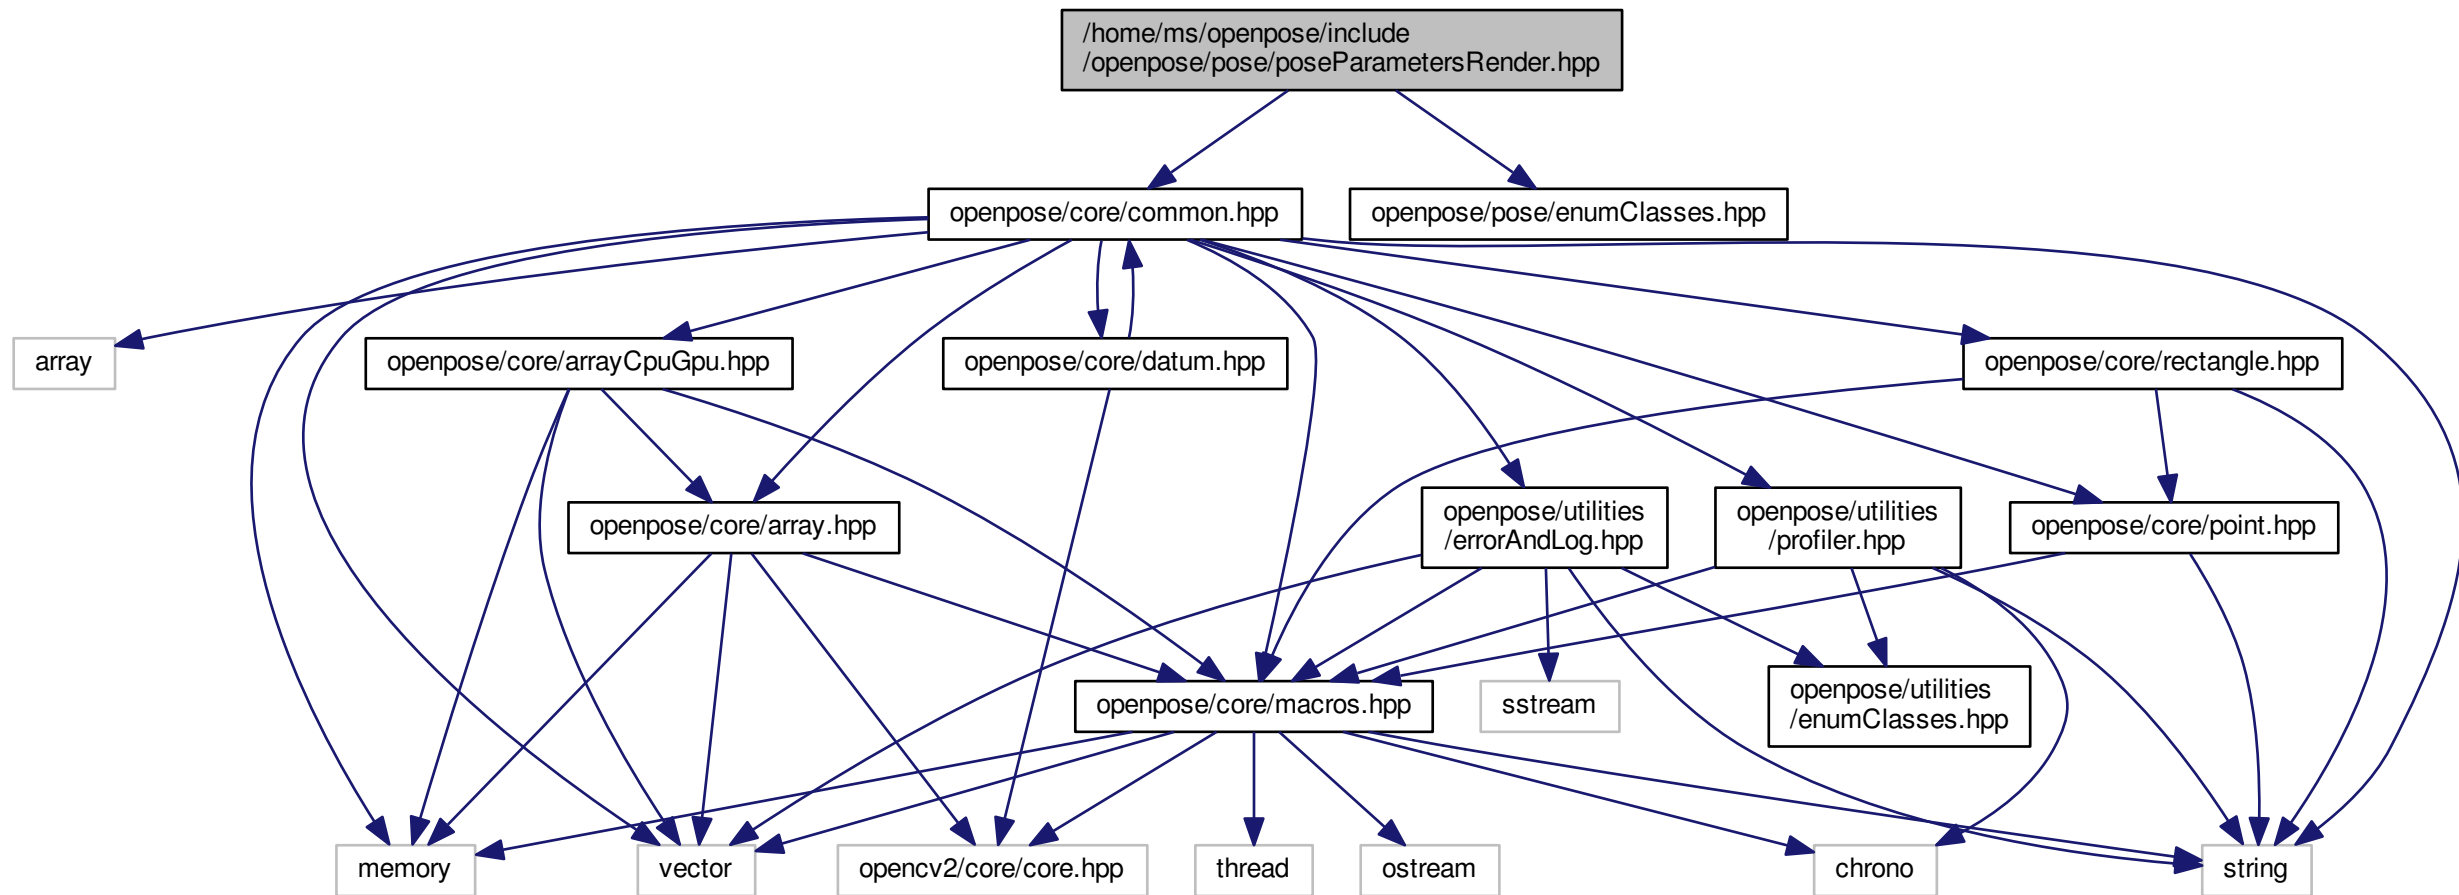 /home/ms/openpose/include
/openpose/pose/poseParametersRender.hpp
openpose/core/common.hpp
openpose/pose/enumClasses.hpp
array
openpose/core/arrayCpuGpu.hpp
openpose/core/datum.hpp
openpose/core/rectangle.hpp
openpose/core/array.hpp
openpose/utilities
/errorAndLog.hpp
openpose/utilities
/profiler.hpp
openpose/core/point.hpp
openpose/core/macros.hpp
sstream
openpose/utilities
/enumClasses.hpp
memory
vector
opencv2/core/core.hpp
thread
ostream
chrono
string